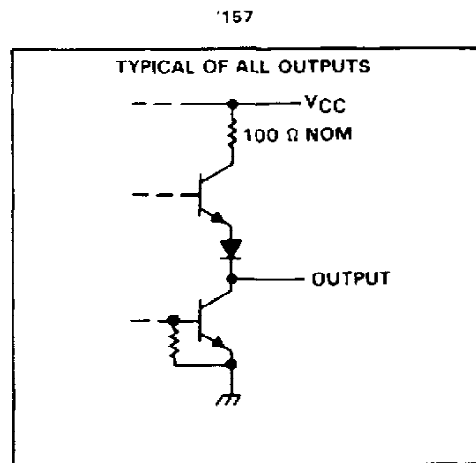 '157
TYPICAL OF ALL OUTPUTS
VCC
100 Ω NOM
OUTPUT